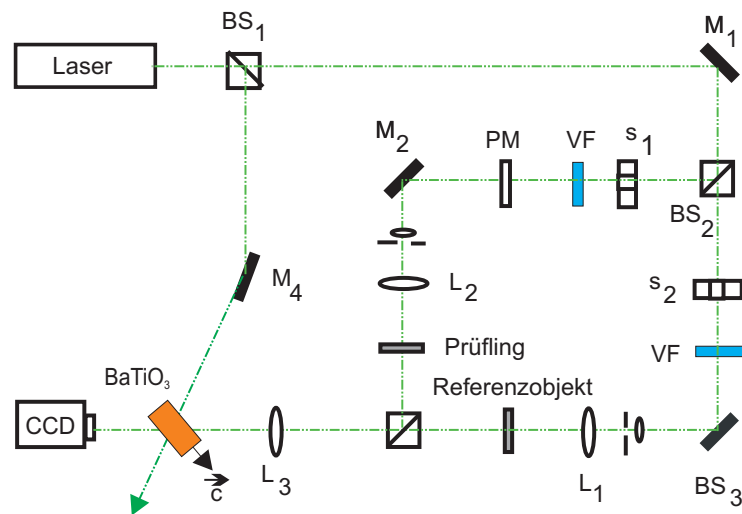 BS1
M1
Laser
M2
PM
VF
s1
BS2
M4
L2
s2
Prüfling
VF
BaTiO3
Referenzobjekt
CCD
c
L3
L1
BS3